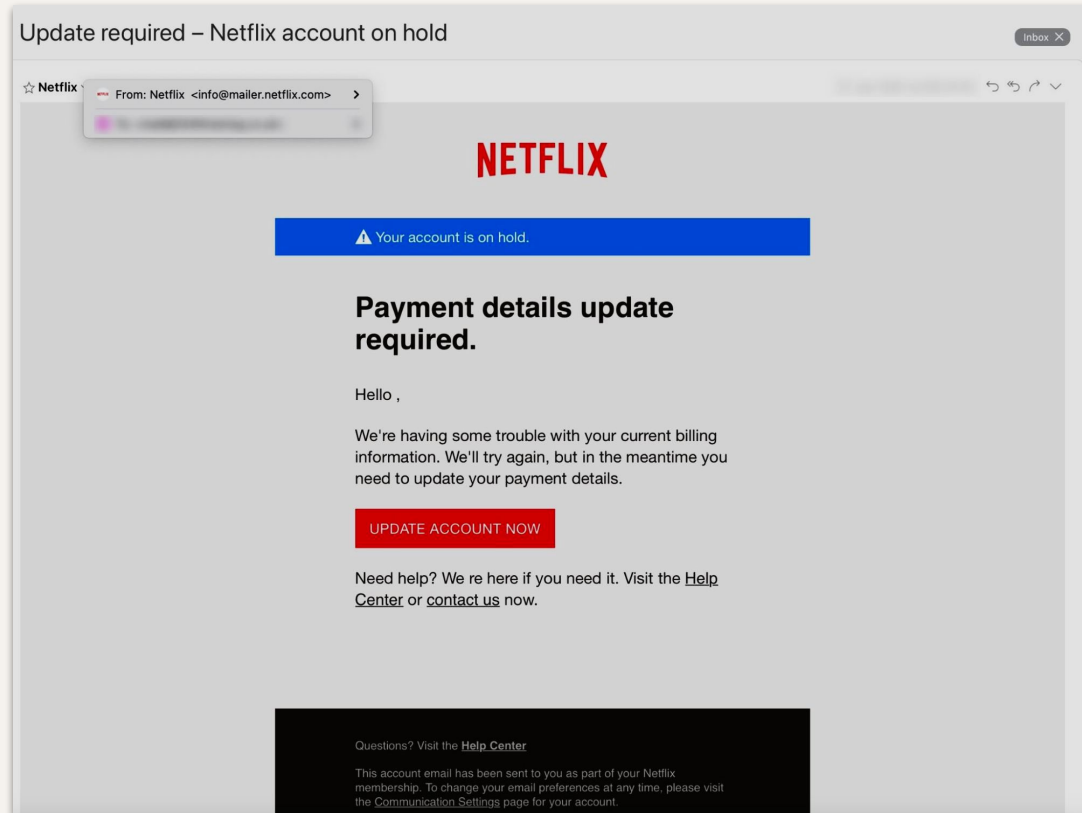 Update required – Netflix account on hold
Inbox
Netflix
From: Netflix <info@mailer.netflix.com>
NETFLIX
Your account is on hold.
Payment details update
required.
Hello ,
We're having some trouble with your current billing
information. We'll try again, but in the meantime you
need to update your payment details.
UPDATE ACCOUNT NOW
Need help? We re here if you need it. Visit the Help
Center or contact us now.
Questions? Visit the Help Center
This account email has been sent to you as part of your Netflix
membership. To change your email preferences at any time, please visit
the Communication Settings page for your account.